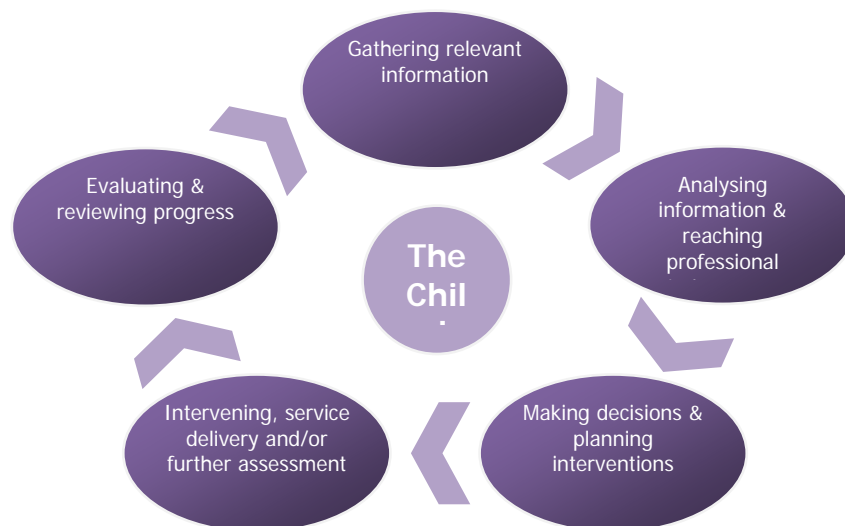 Gathering relevant
information
Analysing
information &
reaching
professional
Making decisions &
planning
interventions
Intervening, service
delivery and/or
further assessment
Evaluating &
reviewing progress
The
Chil